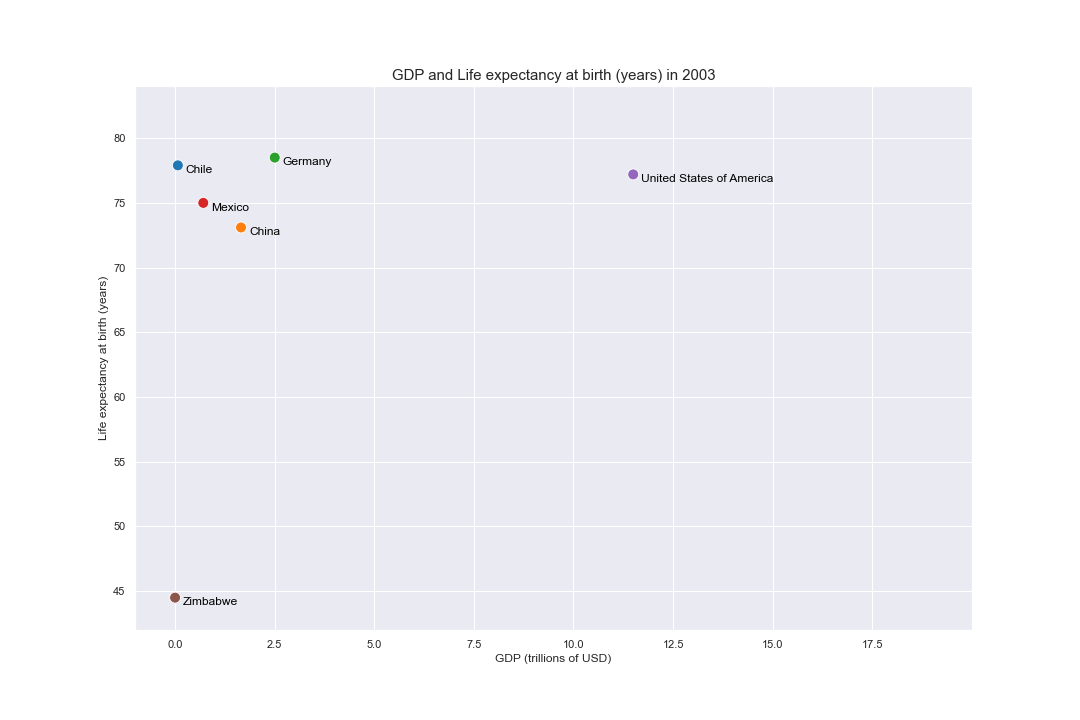 GDP and Life expectancy at birth (years) in 2003
80
75
70
65
60
55
50
45
Life expectancy at birth (years)
Chile
Germany
United States of America
Mexico
China
Zimbabwe
0.0 2.5 5.0 7.5 10.0 12.5 15.0 17.5
GDP (trillions of USD)